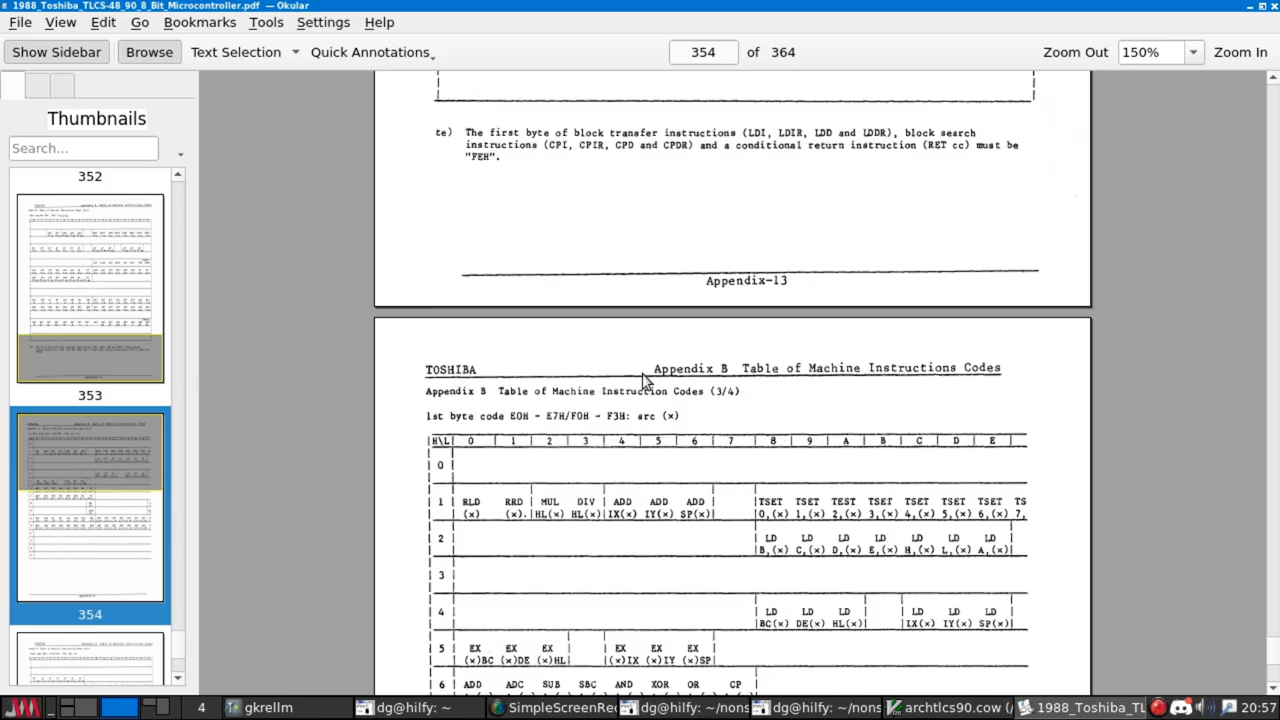 1988_Toshiba_TLCS-48_90_8_Bit_Microcontroller.pdf — Okular
File View Edit Go Bookmarks Tools Settings Help
Show Sidebar Browse Text Selection Quick Annotations 354 of 364 Zoom Out 150% Zoom In
Thumbnails
Search...
352
353
354
te) The first byte of block transfer instructions (LDI, LDIR, LDD and LDDR), block search
instructions (CPI, CPIR, CPD and CPDR) and a conditional return instruction (RET cc) must be
"FEH".
Appendix-13
TOSHIBA Appendix B Table of Machine Instructions Codes
Appendix B Table of Machine Instruction Codes (3/4)
1st byte code E0H - E7H/F0H - F3H: src (×)
H\L 0 1 2 3 4 5 6 7 8 9 A B C D E
0
1 RLD RRD MUL DIV ADD ADD ADD TSET TSET TEST TSET TSET TSET TSET TS
(×) (×). HL(×) HL(×) IX(×) IY(×) SP(×) 0,(×) 1,(×) 2,(×) 3,(×) 4,(×) 5,(×) 6,(×) 7,
2 LD LD LD LD LD LD LD
B,(×) C,(×) D,(×) E,(×) H,(×) L,(×) A,(×)
3
4 LD LD LD LD LD LD
BC(×) DE(×) HL(×) IX(×) IY(×) SP(×)
5 EX EX EX EX EX EX
(×)BC (×)DE (×)HL (×)IX (×)IY (×)SP
6 ADD ADC SUB SBC AND XOR OR CP
4 gkrellm dg@hilfy: ~ SimpleScreenRec dg@hilfy: ~/nons dg@hilfy: ~/nons archtlcs90.cow (/ 1988_Toshiba_TL 20:57